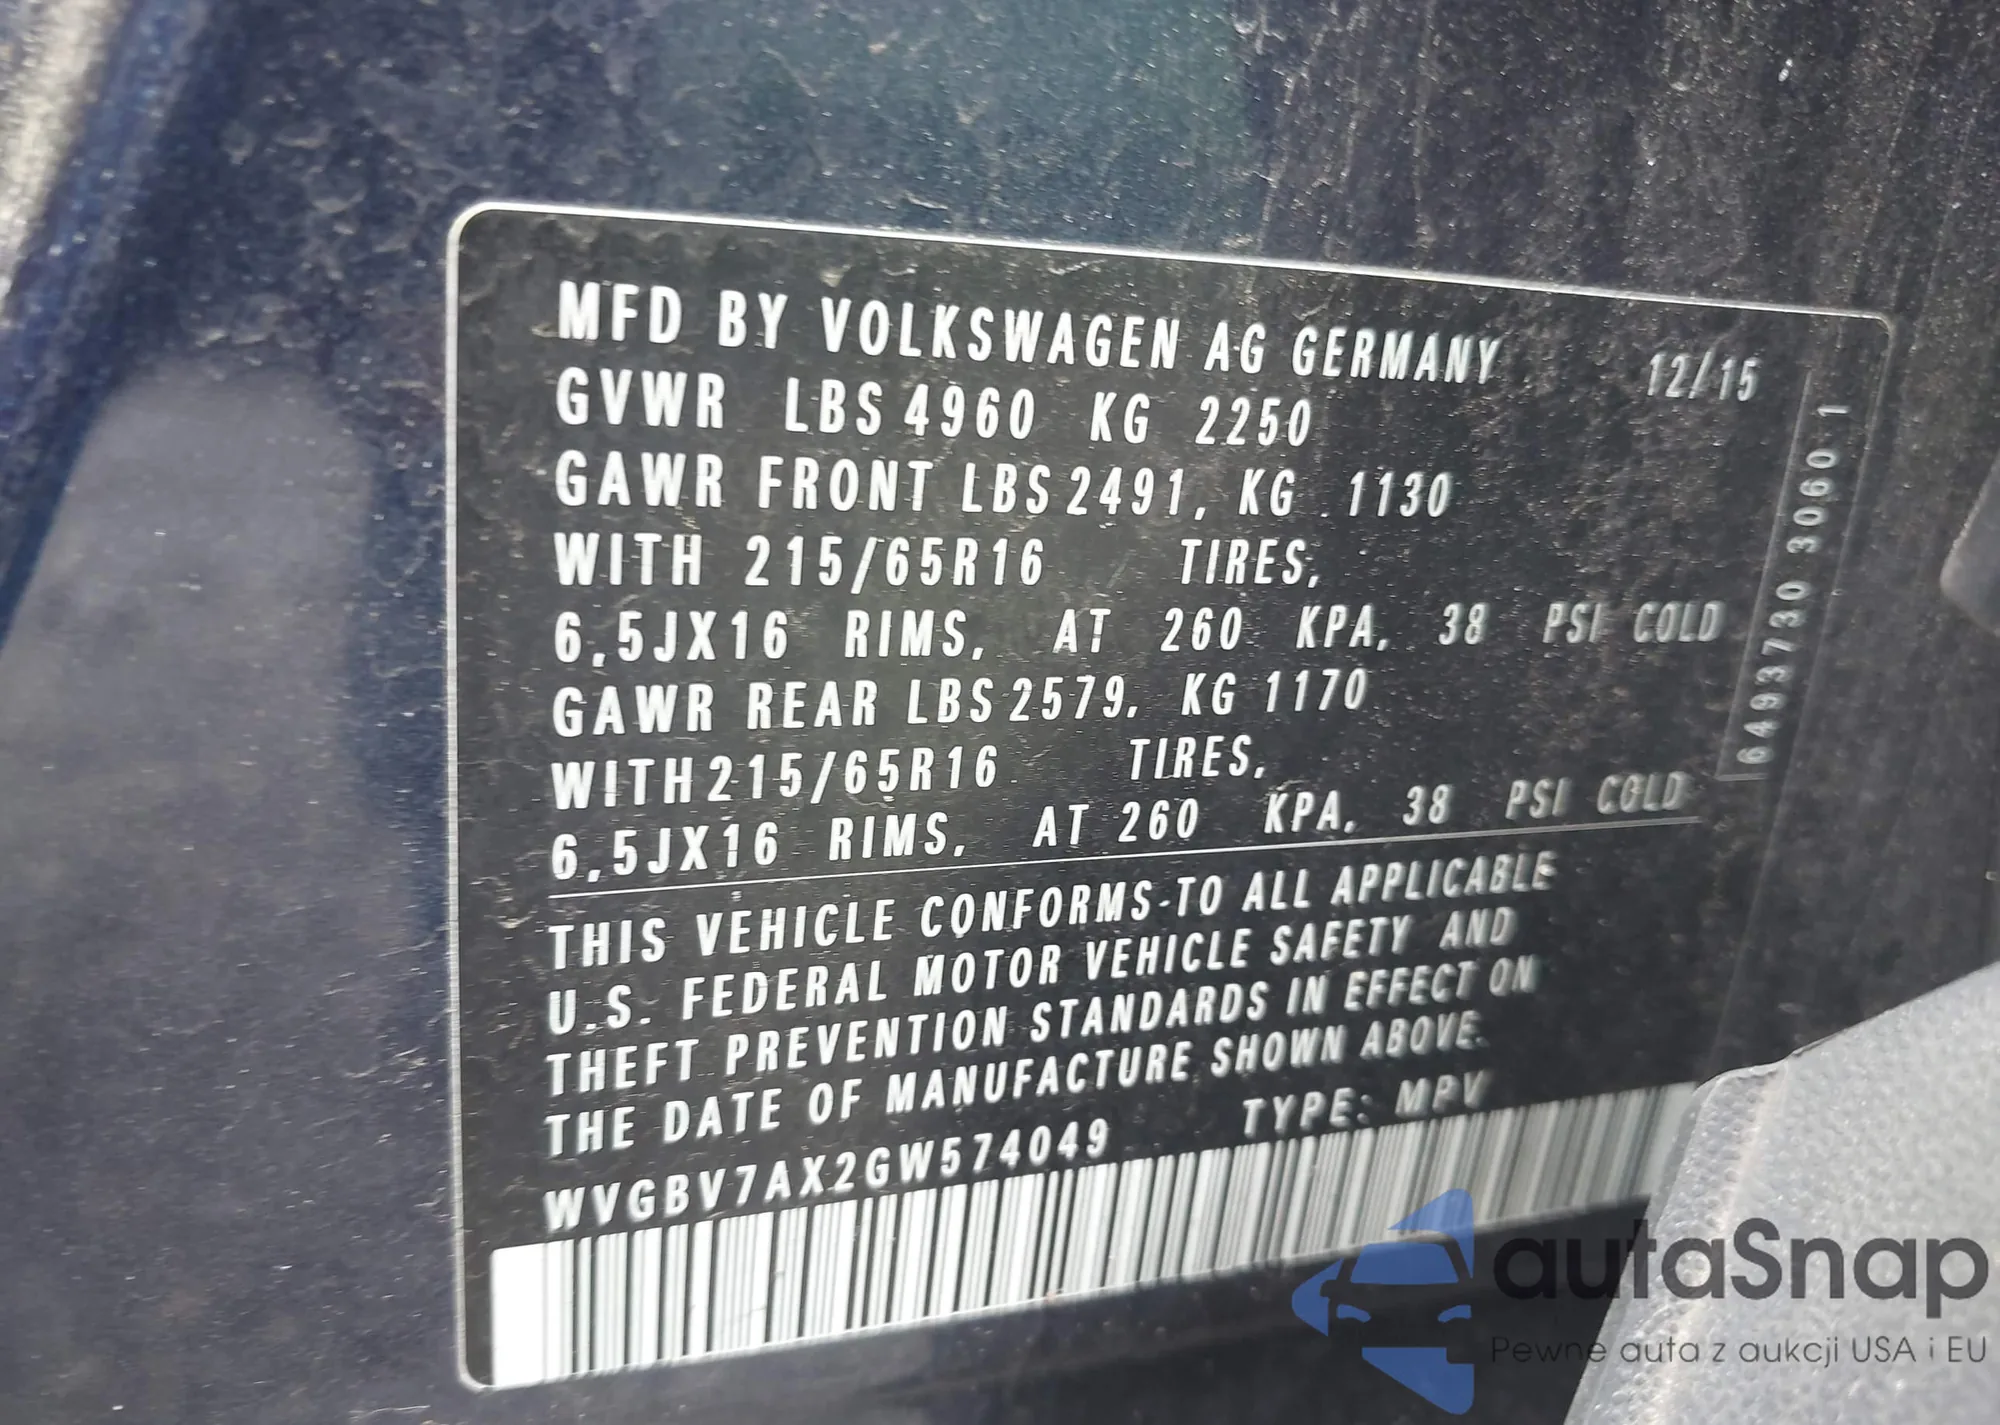 MFD BY VOLKSWAGEN AG GERMANY 12/15
GVWR LBS 4960 KG 2250
GAWR FRONT LBS 2491, KG 1130
WITH 215/65R16 TIRES,
6.5JX16 RIMS, AT 260 KPA, 38 PSI COLD
GAWR REAR LBS 2579, KG 1170
WITH 215/65R16 TIRES,
6.5JX16 RIMS, AT 260 KPA, 38 PSI COLD
6493730 3060 1
THIS VEHICLE CONFORMS TO ALL APPLICABLE
U.S. FEDERAL MOTOR VEHICLE SAFETY AND
THEFT PREVENTION STANDARDS IN EFFECT ON
THE DATE OF MANUFACTURE SHOWN ABOVE.
WVGBV7AX2GW574049 TYPE: MPV
autaSnap
Pewne auta z aukcji USA i EU